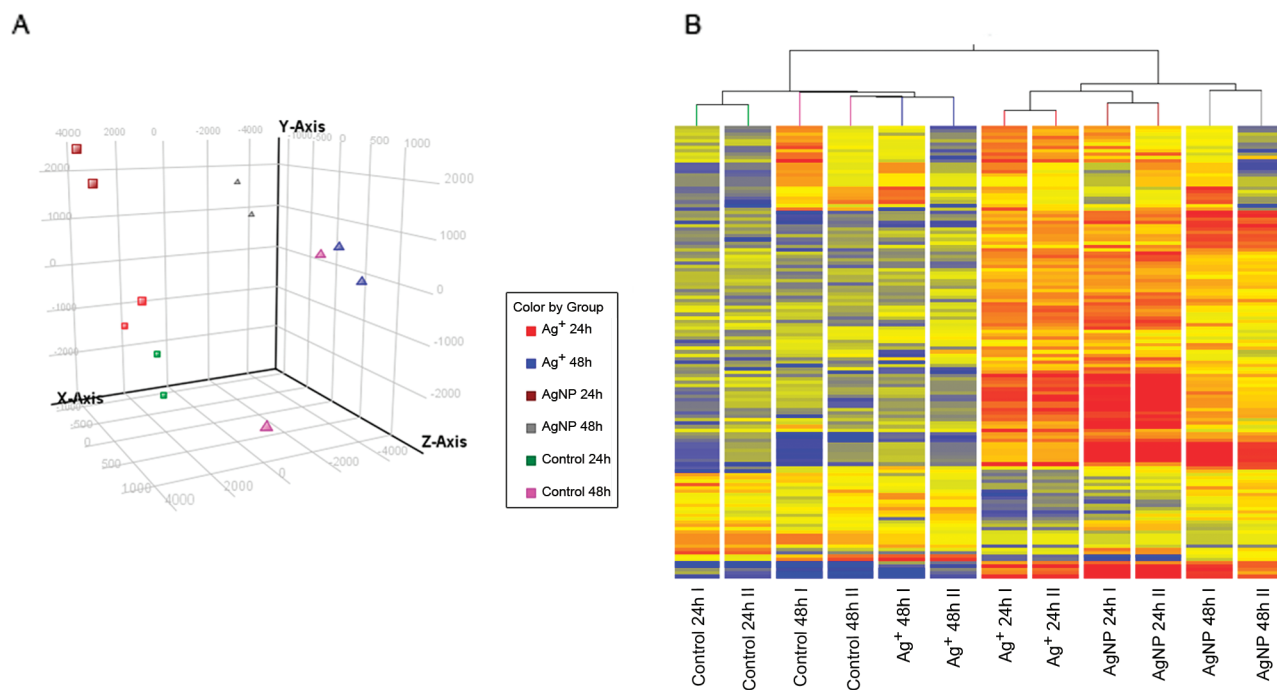 A
B
Y-Axis
4000
2000
0
-2000
-4000
-500
0
500
1000
2000
1000
0
-1000
-2000
2000
1000
0
-1000
-2000
X-Axis
Z-Axis
-500
0
500
1000
4000
2000
0
-2000
-4000
Color by Group
Ag+ 24h
Ag+ 48h
AgNP 24h
AgNP 48h
Control 24h
Control 48h
Control 24h I
Control 24h II
Control 48h I
Control 48h II
Ag+ 48h I
Ag+ 48h II
Ag+ 24h I
Ag+ 24h II
AgNP 24h I
AgNP 24h II
AgNP 48h I
AgNP 48h II